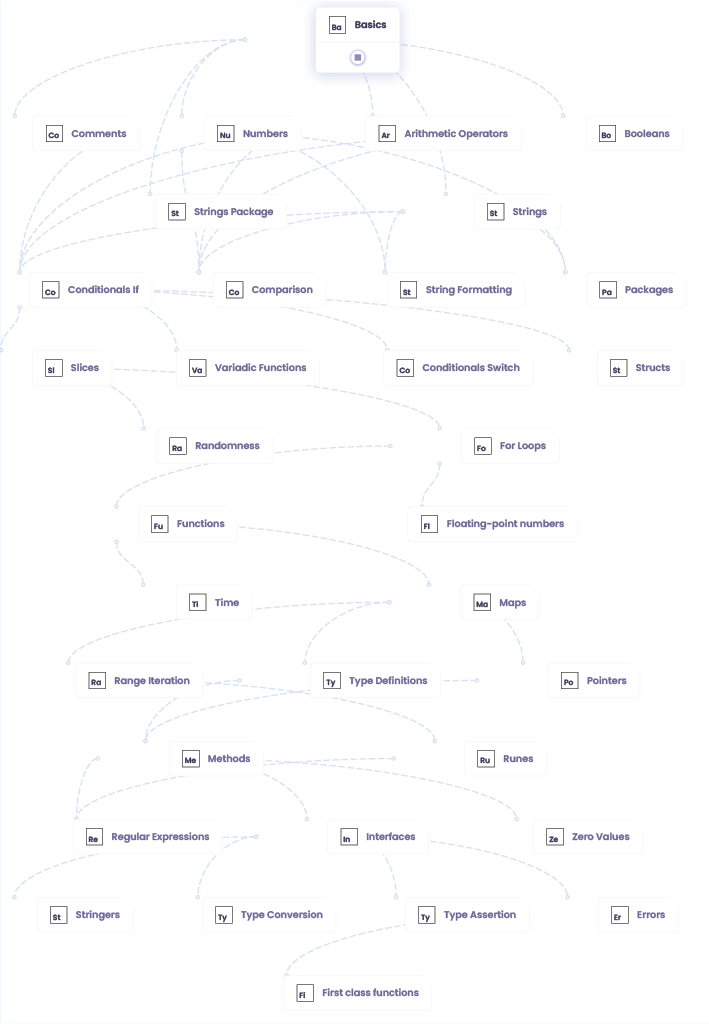 Ba Basics
Co Comments
Nu Numbers
Ar Arithmetic Operators
Bo Booleans
St Strings Package
St Strings
Co Conditionals If
Co Comparison
St String Formatting
Pa Packages
Sl Slices
Va Variadic Functions
Co Conditionals Switch
St Structs
Ra Randomness
Fo For Loops
Fu Functions
Fl Floating-point numbers
Ti Time
Ma Maps
Ra Range Iteration
Ty Type Definitions
Po Pointers
Me Methods
Ru Runes
Re Regular Expressions
In Interfaces
Ze Zero Values
St Stringers
Ty Type Conversion
Ty Type Assertion
Er Errors
Fi First class functions